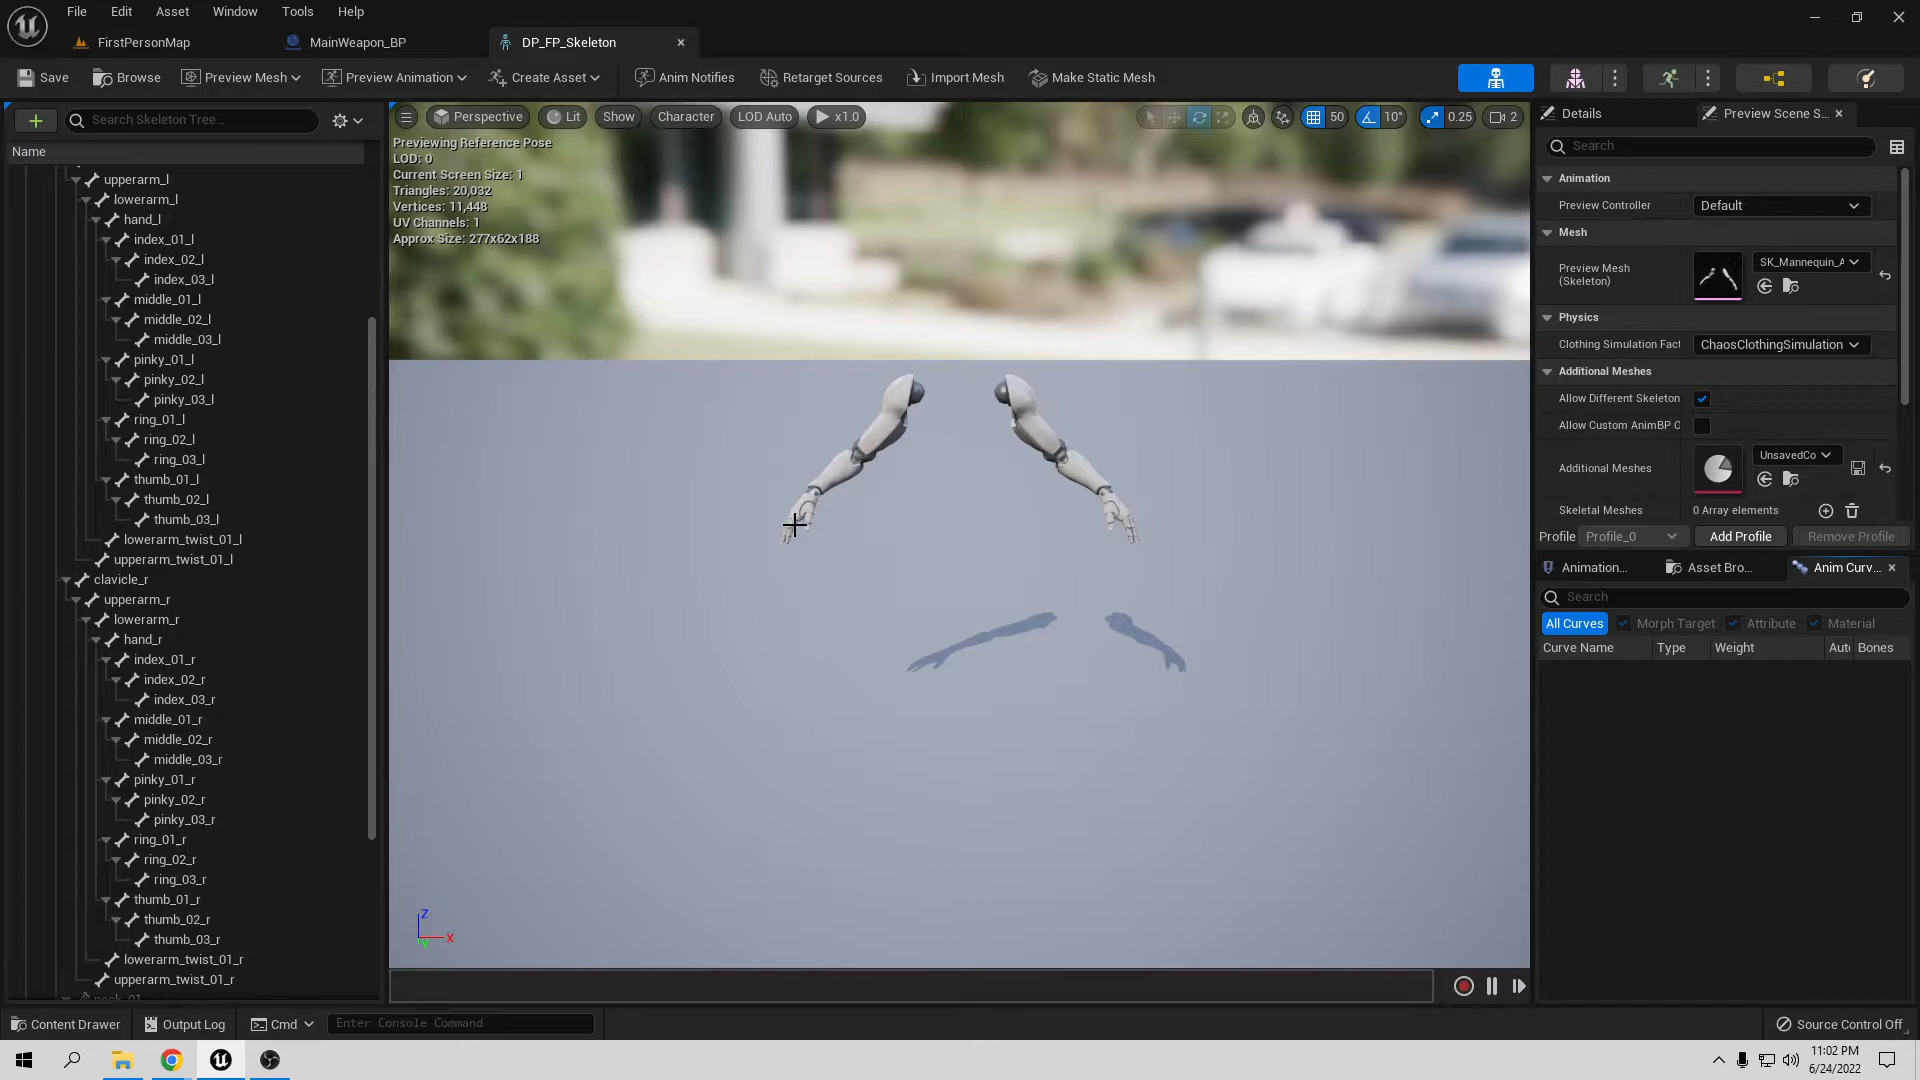 File Edit Asset Window Tools Help
FirstPersonMap MainWeapon_BP DP_FP_Skeleton
Save Browse Preview Mesh Preview Animation Create Asset Anim Notifies Retarget Sources Import Mesh Make Static Mesh
Search Skeleton Tree...
Name
upperarm_l
lowerarm_l
hand_l
index_01_l
index_02_l
index_03_l
middle_01_l
middle_02_l
middle_03_l
pinky_01_l
pinky_02_l
pinky_03_l
ring_01_l
ring_02_l
ring_03_l
thumb_01_l
thumb_02_l
thumb_03_l
lowerarm_twist_01_l
upperarm_twist_01_l
clavicle_r
upperarm_r
lowerarm_r
hand_r
index_01_r
index_02_r
index_03_r
middle_01_r
middle_02_r
middle_03_r
pinky_01_r
pinky_02_r
pinky_03_r
ring_01_r
ring_02_r
ring_03_r
thumb_01_r
thumb_02_r
thumb_03_r
lowerarm_twist_01_r
upperarm_twist_01_r
Perspective Lit Show Character LOD Auto x1.0 50 10° 0.25 2
Previewing Reference Pose
LOD: 0
Current Screen Size: 1
Triangles: 20,032
Vertices: 11,448
UV Channels: 1
Approx Size: 277x62x188
Z
X
Y
Details Preview Scene S...
Search
Animation
Preview Controller Default
Mesh
Preview Mesh
(Skeleton)
SK_Mannequin_A
Physics
Clothing Simulation Fact ChaosClothingSimulation
Additional Meshes
Allow Different Skeleton
Allow Custom AnimBP O
Additional Meshes UnsavedCo
Skeletal Meshes 0 Array elements
Profile Profile_0 Add Profile Remove Profile
Animation... Asset Bro... Anim Curv...
Search
All Curves Morph Target Attribute Material
Curve Name Type Weight Aut Bones
Content Drawer Output Log Cmd Enter Console Command Source Control Off
11:02 PM
6/24/2022